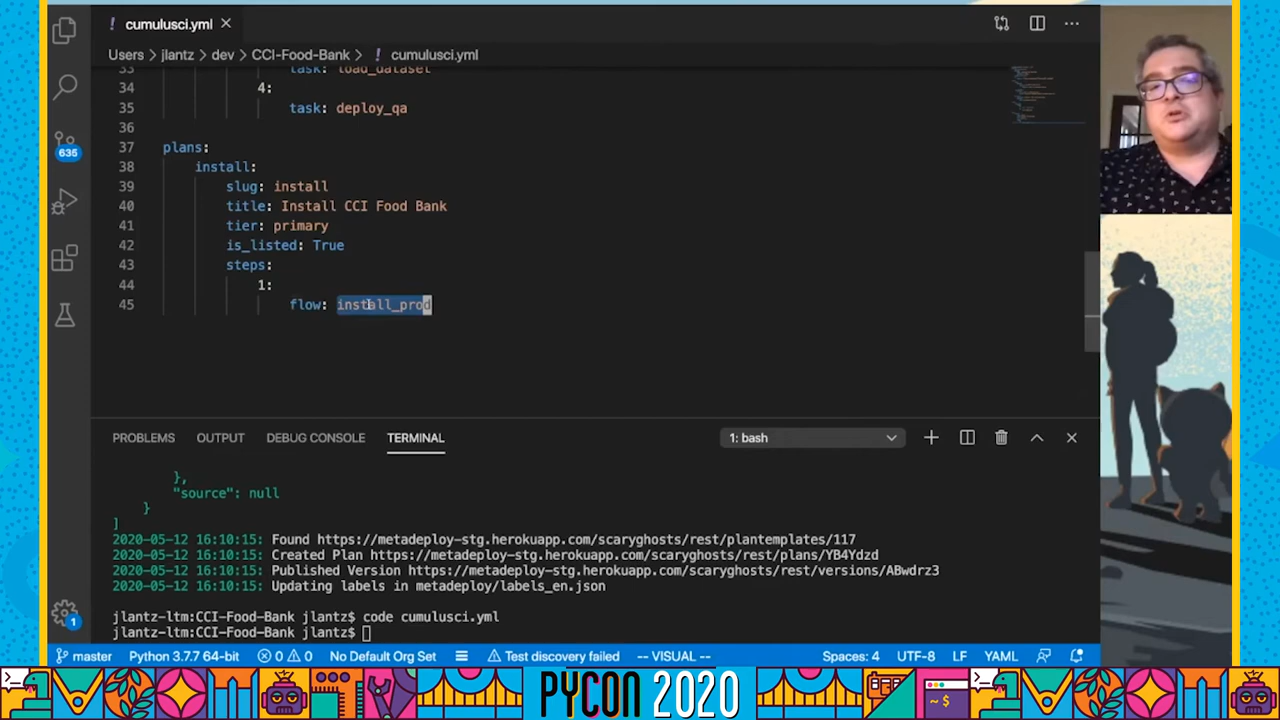 cumulusci.yml
Users > jlantz > dev > CCI-Food-Bank > ! cumulusci.yml
33 task: load_dataset
34 4:
35 task: deploy_qa
36
37 plans:
38 install:
39 slug: install
40 title: Install CCI Food Bank
41 tier: primary
42 is_listed: True
43 steps:
44 1:
45 flow: install_prod
635
PROBLEMS OUTPUT DEBUG CONSOLE TERMINAL 1: bash
},
"source": null
}
]
2020-05-12 16:10:15: Found https://metadeploy-stg.herokuapp.com/scaryghosts/rest/plantemplates/117
2020-05-12 16:10:15: Created Plan https://metadeploy-stg.herokuapp.com/scaryghosts/rest/plans/YB4Ydzd
2020-05-12 16:10:15: Published Version https://metadeploy-stg.herokuapp.com/scaryghosts/rest/versions/ABwdrz3
2020-05-12 16:10:15: Updating labels in metadeploy/labels_en.json
jlantz-ltm:CCI-Food-Bank jlantz$ code cumulusci.yml
jlantz-ltm:CCI-Food-Bank jlantz$
1
master Python 3.7.7 64-bit 0 0 No Default Org Set Test discovery failed -- VISUAL -- Spaces: 4 UTF-8 LF YAML
PYCON 2020
~$